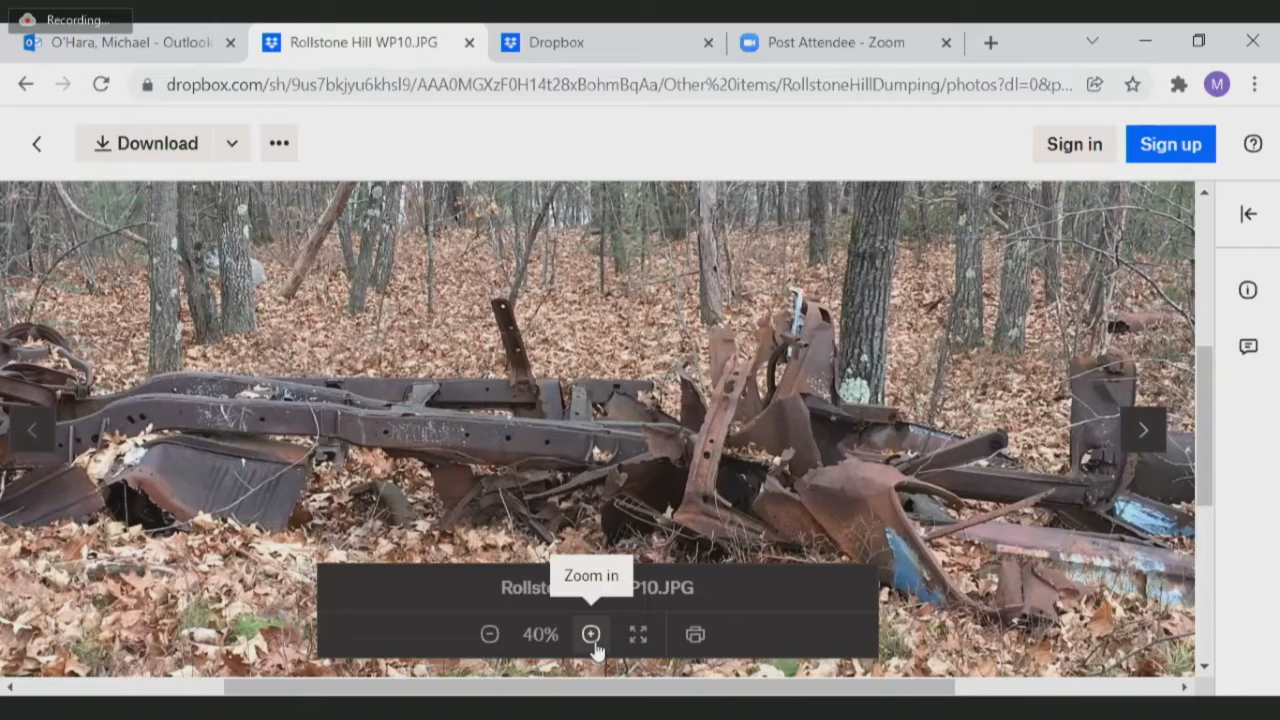 Recording...
O'Hara, Michael - Outlook
Rollstone Hill WP10.JPG
Dropbox
Post Attendee - Zoom
dropbox.com/sh/9us7bkjyu6khsl9/AAA0MGXzF0H14t28xBohmBqAa/Other%20items/RollstoneHillDumping/photos?dl=0&p...
M
Download
Sign in
Sign up
Zoom in
Rollst P10.JPG
40%